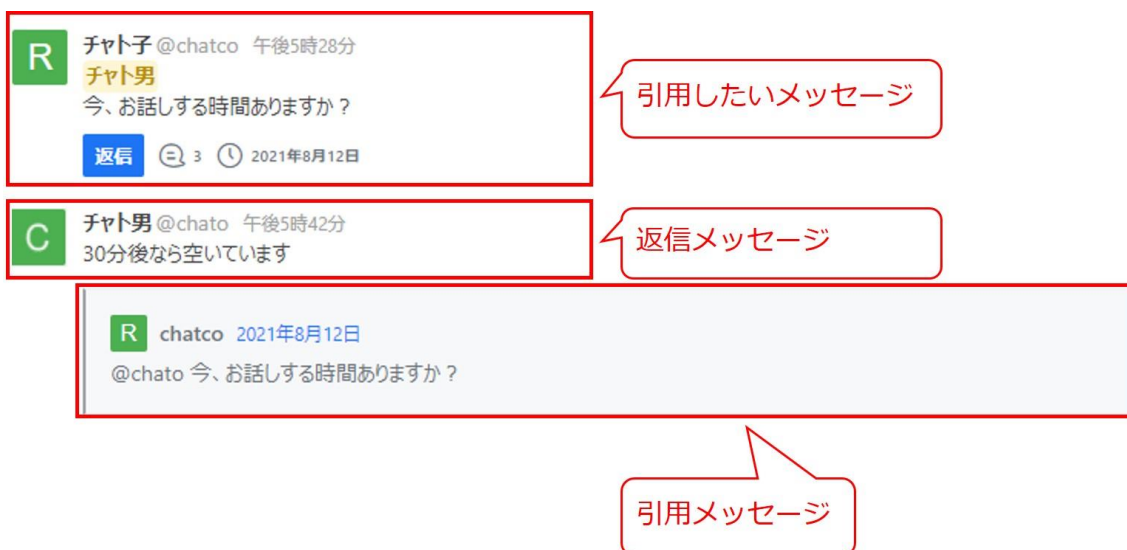 R チャト子 @chatco 午後5時28分
チャト男
今、お話しする時間ありますか？
返信 3 2021年8月12日
引用したいメッセージ
C チャト男 @chato 午後5時42分
30分後なら空いています
返信メッセージ
R chatco 2021年8月12日
@chato 今、お話しする時間ありますか？
引用メッセージ